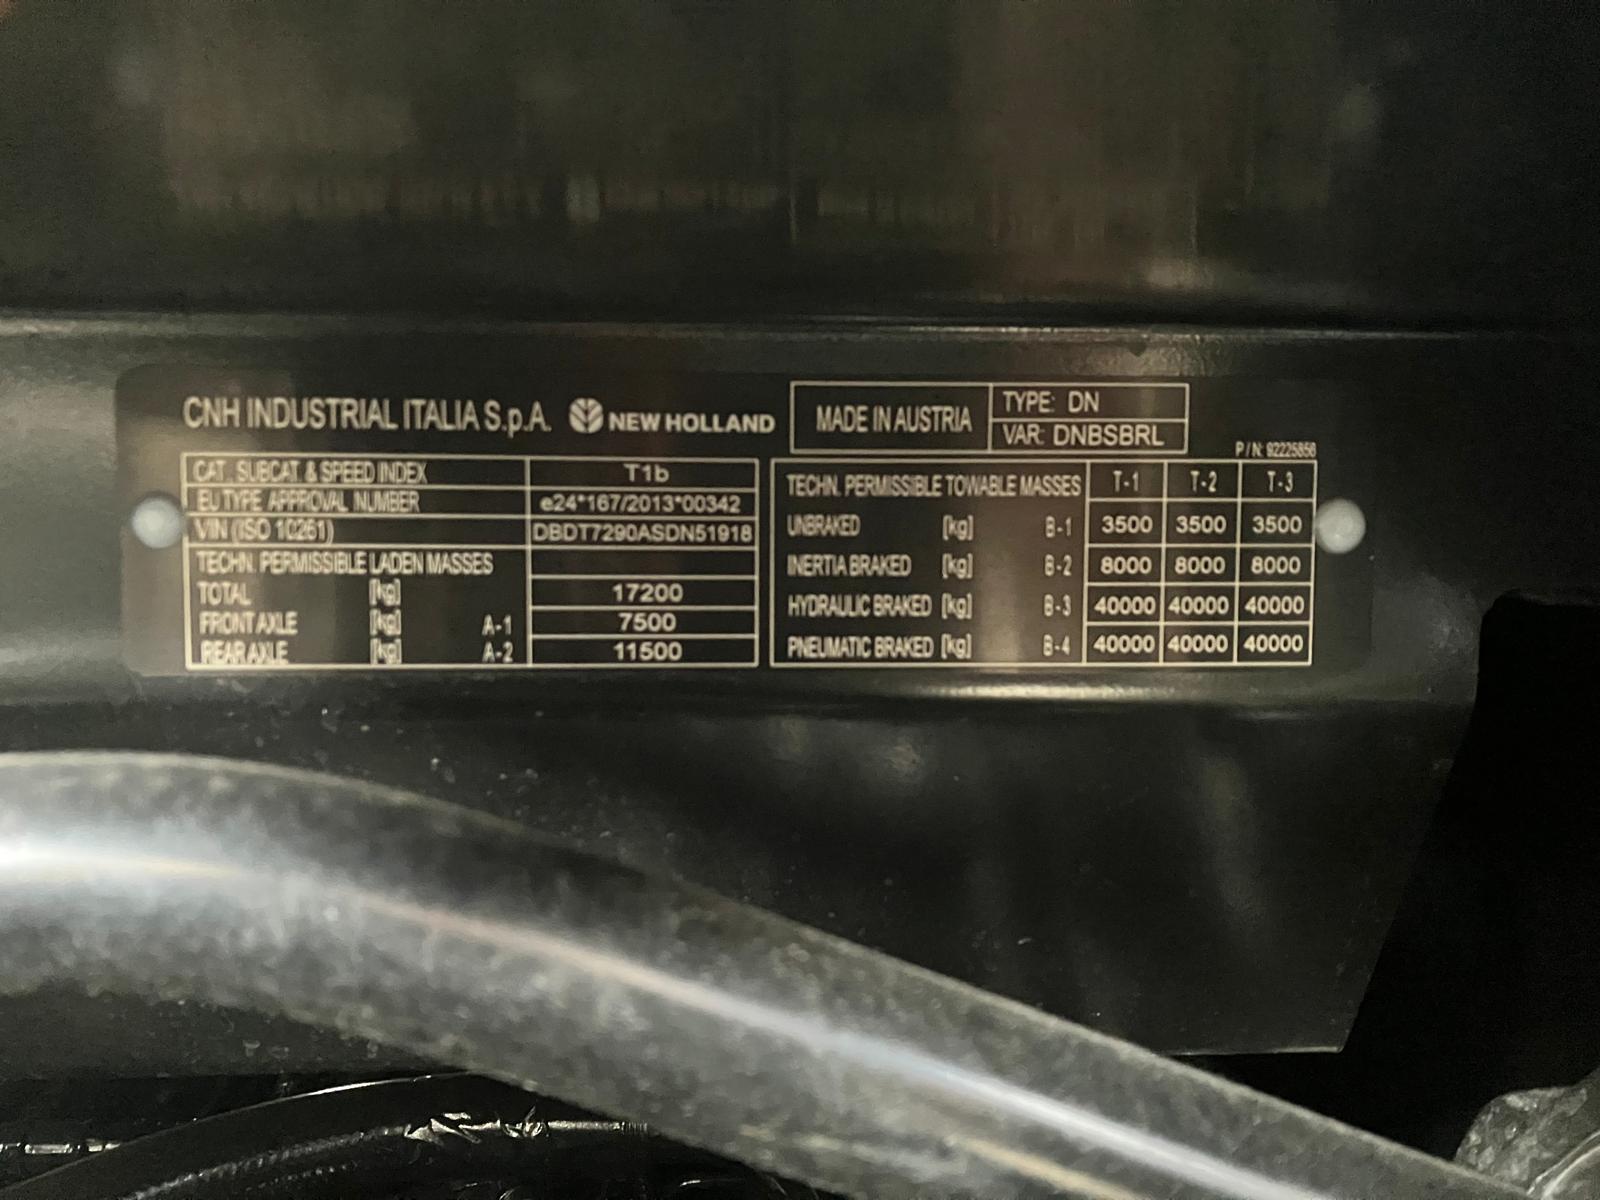 CNH INDUSTRIAL ITALIA S.p.A. NEW HOLLAND
MADE IN AUSTRIA
TYPE: DN
VAR: DNBSBRL
P/N: 92225856
CAT., SUBCAT. & SPEED INDEX T1b
EU TYPE APPROVAL NUMBER e24*167/2013*00342
VIN (ISO 10261) DBDT7290ASDN51918
TECHN. PERMISSIBLE LADEN MASSES
TOTAL [kg] 17200
FRONT AXLE [kg] A-1 7500
REAR AXLE [kg] A-2 11500
TECHN. PERMISSIBLE TOWABLE MASSES T-1 T-2 T-3
UNBRAKED [kg] B-1 3500 3500 3500
INERTIA BRAKED [kg] B-2 8000 8000 8000
HYDRAULIC BRAKED [kg] B-3 40000 40000 40000
PNEUMATIC BRAKED [kg] B-4 40000 40000 40000